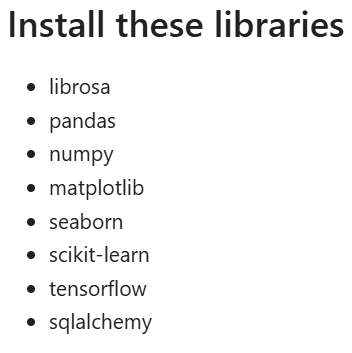 Install these libraries
librosa
pandas
numpy
matplotlib
seaborn
scikit-learn
tensorflow
sqlalchemy